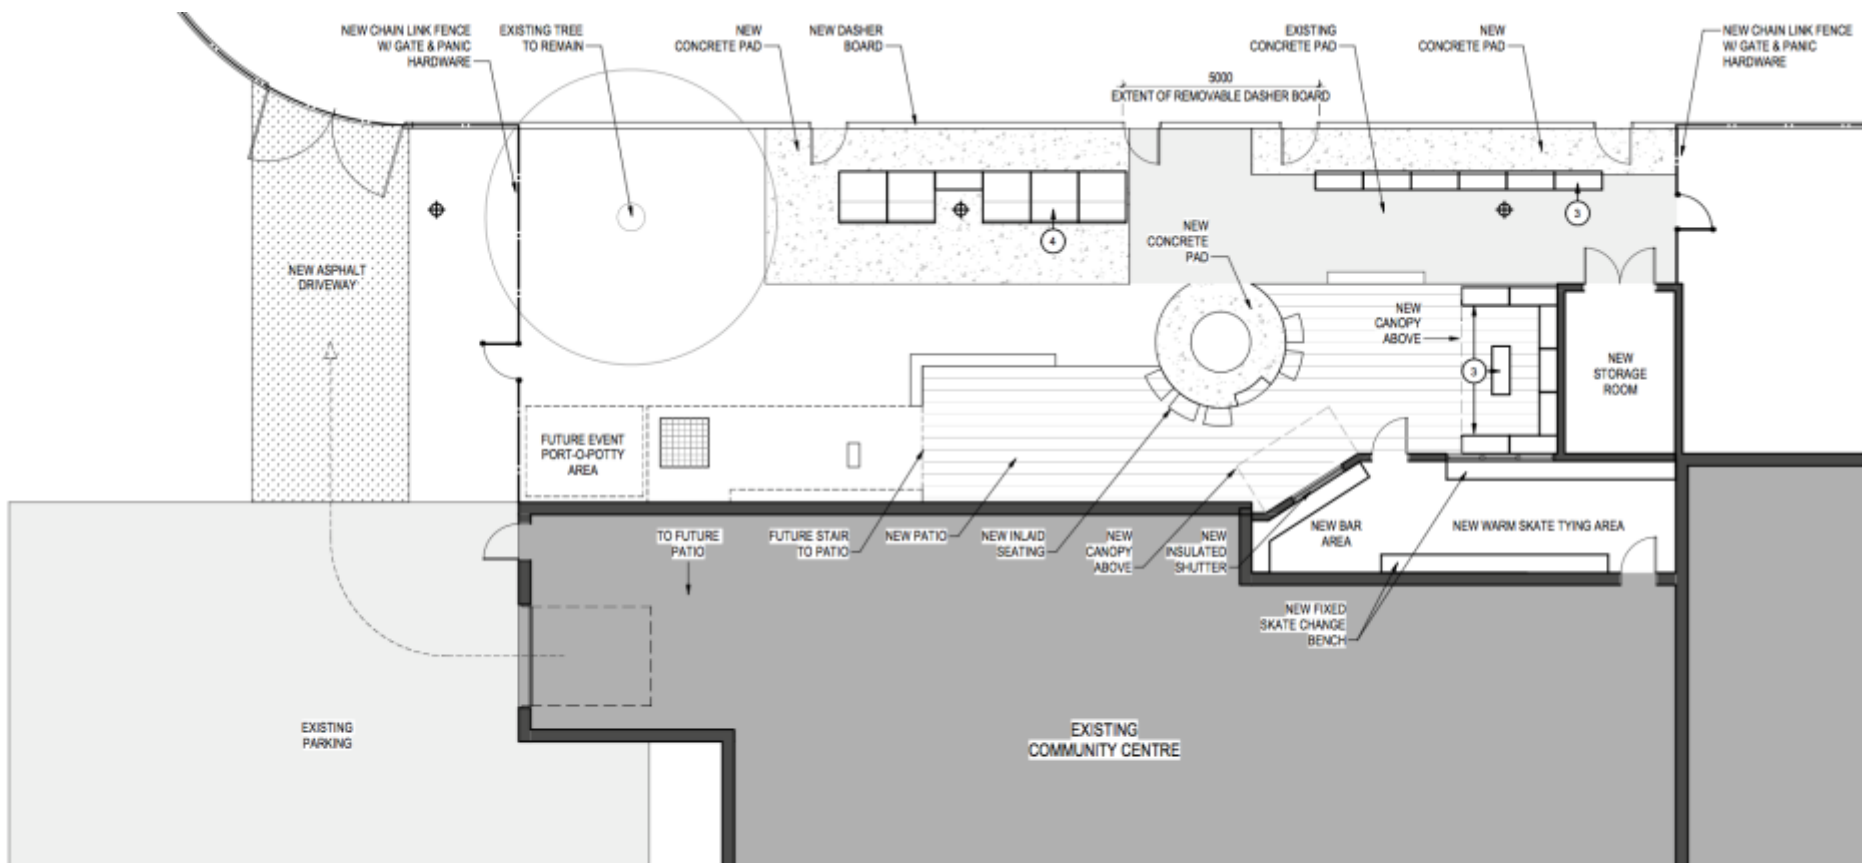 NEW CHAIN LINK FENCE
W/ GATE & PANIC
HARDWARE
EXISTING TREE
TO REMAIN
NEW
CONCRETE PAD
NEW DASHER
BOARD
EXISTING
CONCRETE PAD
NEW
CONCRETE PAD
NEW CHAIN LINK FENCE
W/ GATE & PANIC
HARDWARE
5000
EXTENT OF REMOVABLE DASHER BOARD
4
3
NEW
CONCRETE
PAD
NEW ASPHALT
DRIVEWAY
NEW
CANOPY
ABOVE
3
NEW
STORAGE
ROOM
FUTURE EVENT
PORT-O-POTTY
AREA
TO FUTURE
PATIO
FUTURE STAIR
TO PATIO
NEW PATIO
NEW INLAID
SEATING
NEW
CANOPY
ABOVE
NEW
INSULATED
SHUTTER
NEW BAR
AREA
NEW WARM SKATE TYING AREA
NEW FIXED
SKATE CHANGE
BENCH
EXISTING
PARKING
EXISTING
COMMUNITY CENTRE